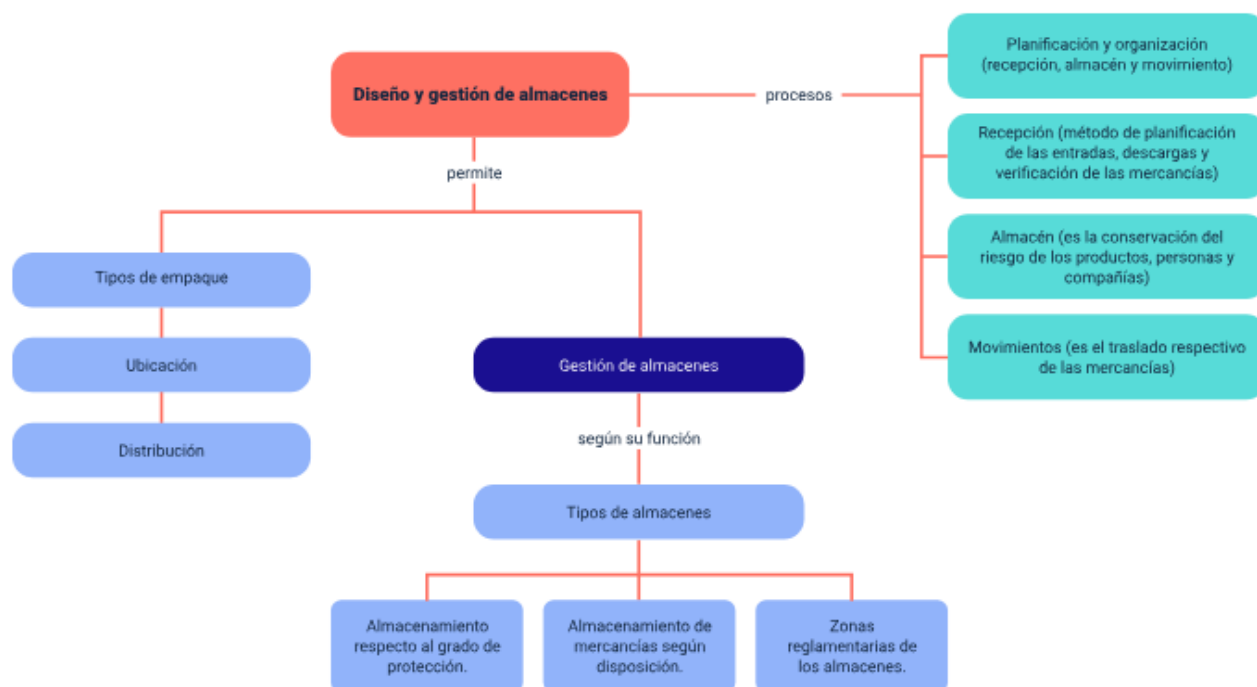 Diseño y gestión de almacenes
procesos
Planificación y organización
(recepción, almacén y movimiento)
Recepción (método de planificación
de las entradas, descargas y
verificación de las mercancías)
Almacén (es la conservación del
riesgo de los productos, personas y
compañías)
Movimientos (es el traslado respectivo
de las mercancías)
permite
Tipos de empaque
Ubicación
Distribución
Gestión de almacenes
según su función
Tipos de almacenes
Almacenamiento
respecto al grado de
protección.
Almacenamiento de
mercancías según
disposición.
Zonas
reglamentarias de
los almacenes.